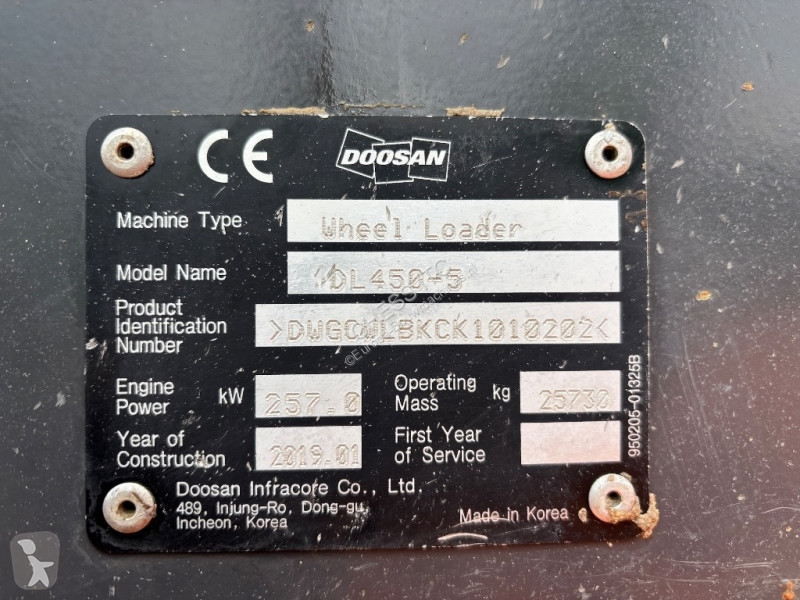 CE DOOSAN
Machine Type Wheel Loader
Model Name DL450-5
Product
Identification >DWGCWLBKCK1010202<
Number
Engine
Power kW 257.0
Operating
Mass kg 25730
Year of
Construction 2019.01
First Year
of Service
Doosan Infracore Co., Ltd.
489, Injung-Ro, Dong-gu,
Incheon, Korea
Made in Korea
950205-01325B